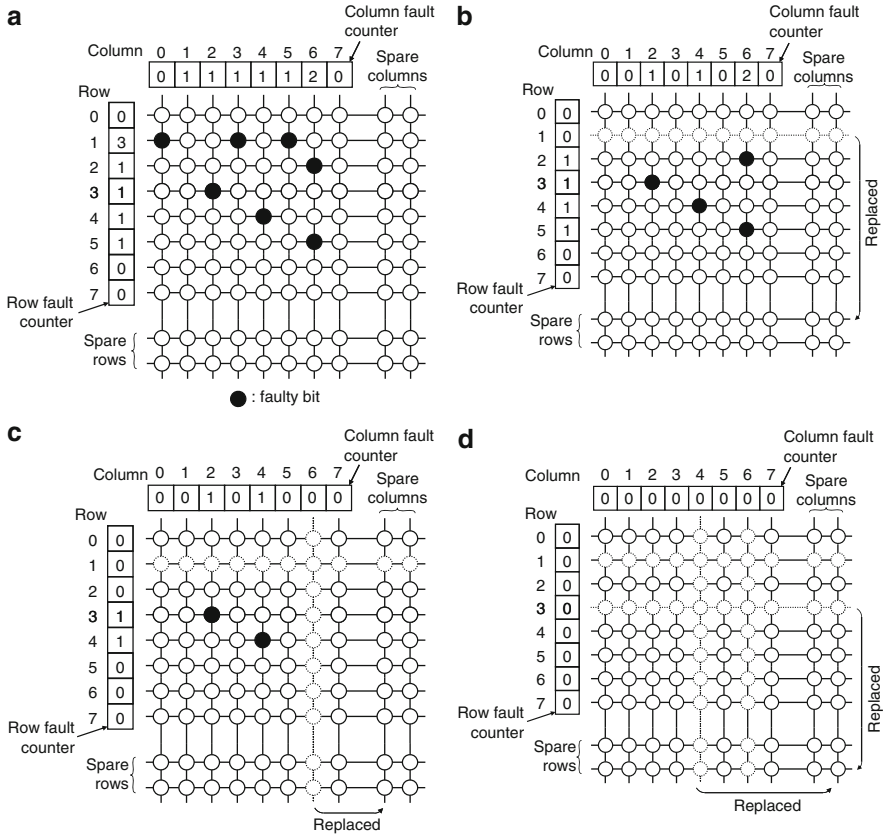 a
Column fault
counter
Column 0 1 2 3 4 5 6 7
0 1 1 1 1 1 2 0
Spare
columns
Row
0 0
1 3
2 1
3 1
4 1
5 1
6 0
7 0
Row fault
counter
Spare
rows
: faulty bit
b
Column fault
counter
Column 0 1 2 3 4 5 6 7
0 0 1 0 1 0 2 0
Spare
columns
Row
0 0
1 0
2 1
3 1
4 1
5 1
6 0
7 0
Replaced
Row fault
counter
Spare
rows
c
Column fault
counter
Column 0 1 2 3 4 5 6 7
0 0 1 0 1 0 0 0
Spare
columns
Row
0 0
1 0
2 0
3 1
4 1
5 0
6 0
7 0
Row fault
counter
Spare
rows
Replaced
d
Column fault
counter
Column 0 1 2 3 4 5 6 7
0 0 0 0 0 0 0 0
Spare
columns
Row
0 0
1 0
2 0
3 0
4 0
5 0
6 0
7 0
Replaced
Row fault
counter
Spare
rows
Replaced